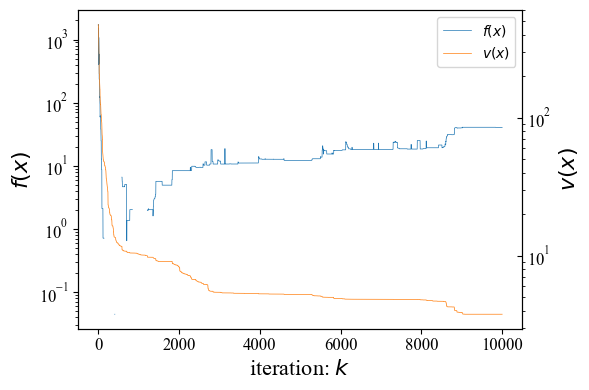 f(x)
v(x)
10³
10²
10¹
10⁰
10⁻¹
f(x)
10²
10¹
v(x)
0 2000 4000 6000 8000 10000
iteration: k